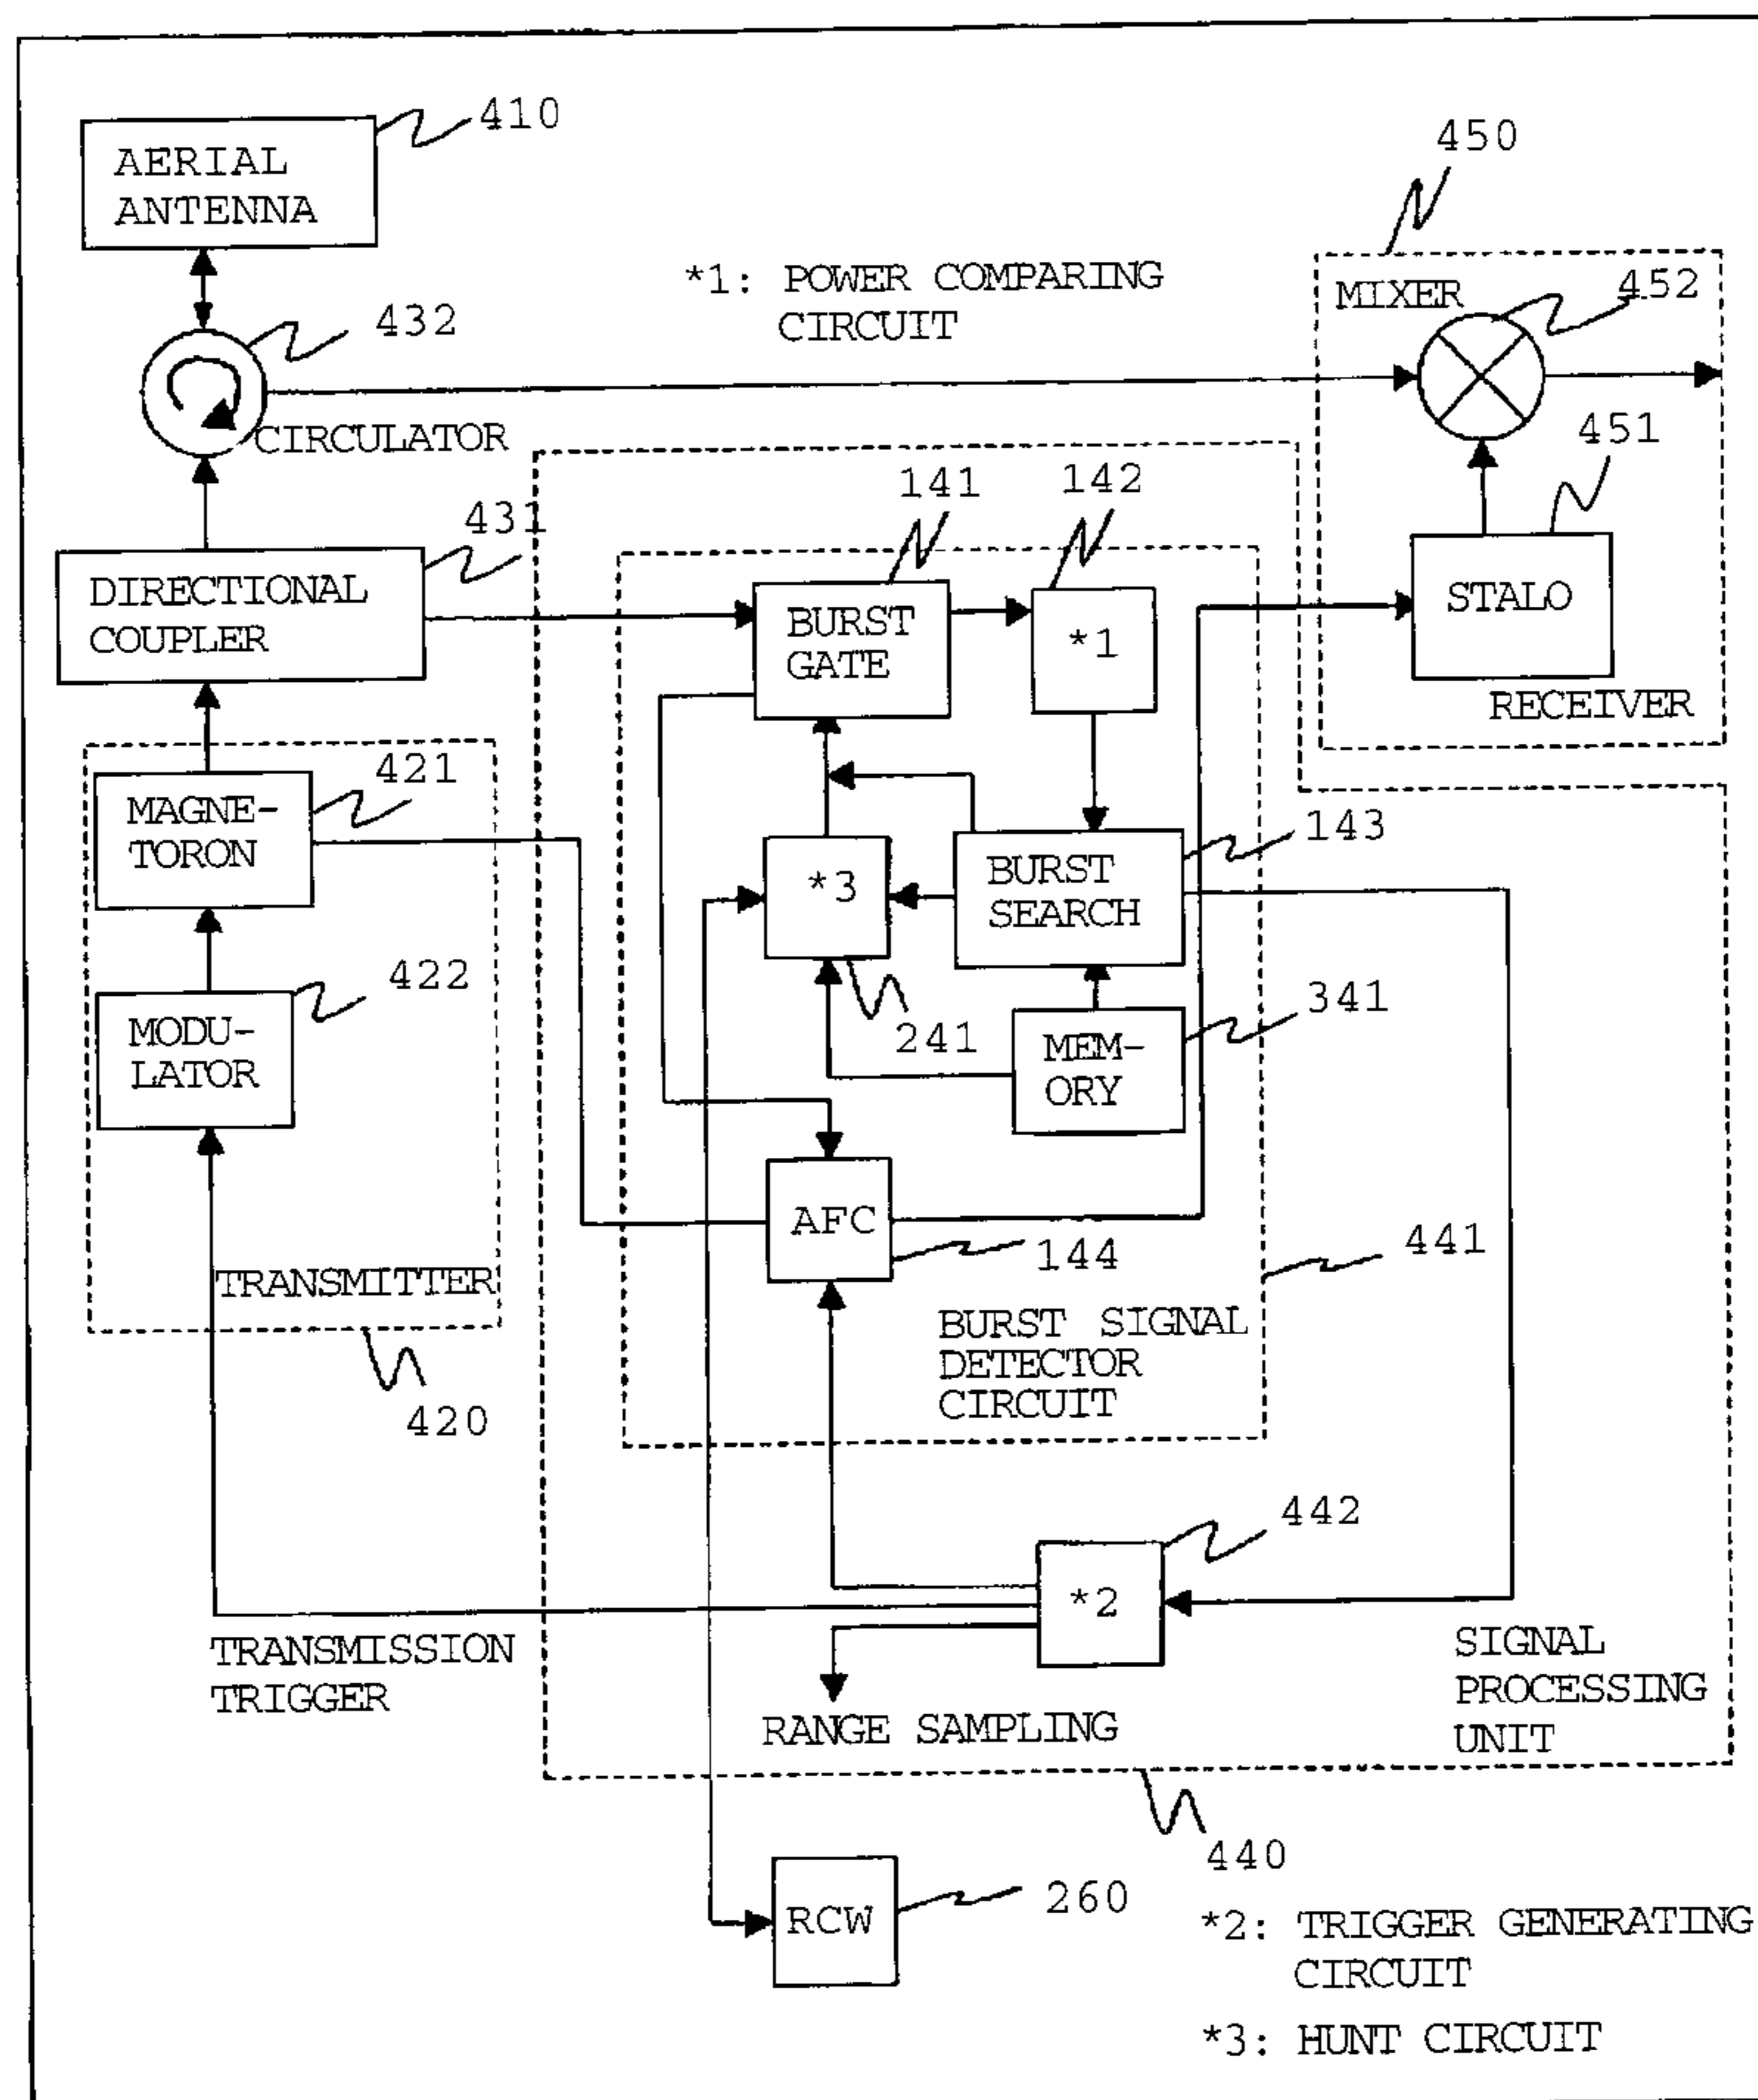 410
AERIAL
ANTENNA
450
*1: POWER COMPARING
CIRCUIT
MIXER
452
432
CIRCULATOR
451
141
142
431
DIRECTIONAL
COUPLER
BURST
GATE
*1
STALO
RECEIVER
421
MAGNE-
TORON
143
*3
BURST
SEARCH
422
MODU-
LATOR
341
241
MEM-
ORY
AFC
144
441
TRANSMITTER
BURST SIGNAL
DETECTOR
CIRCUIT
420
442
*2
TRANSMISSION
TRIGGER
SIGNAL
PROCESSING
UNIT
RANGE SAMPLING
440
RCW
260
*2: TRIGGER GENERATING
CIRCUIT
*3: HUNT CIRCUIT